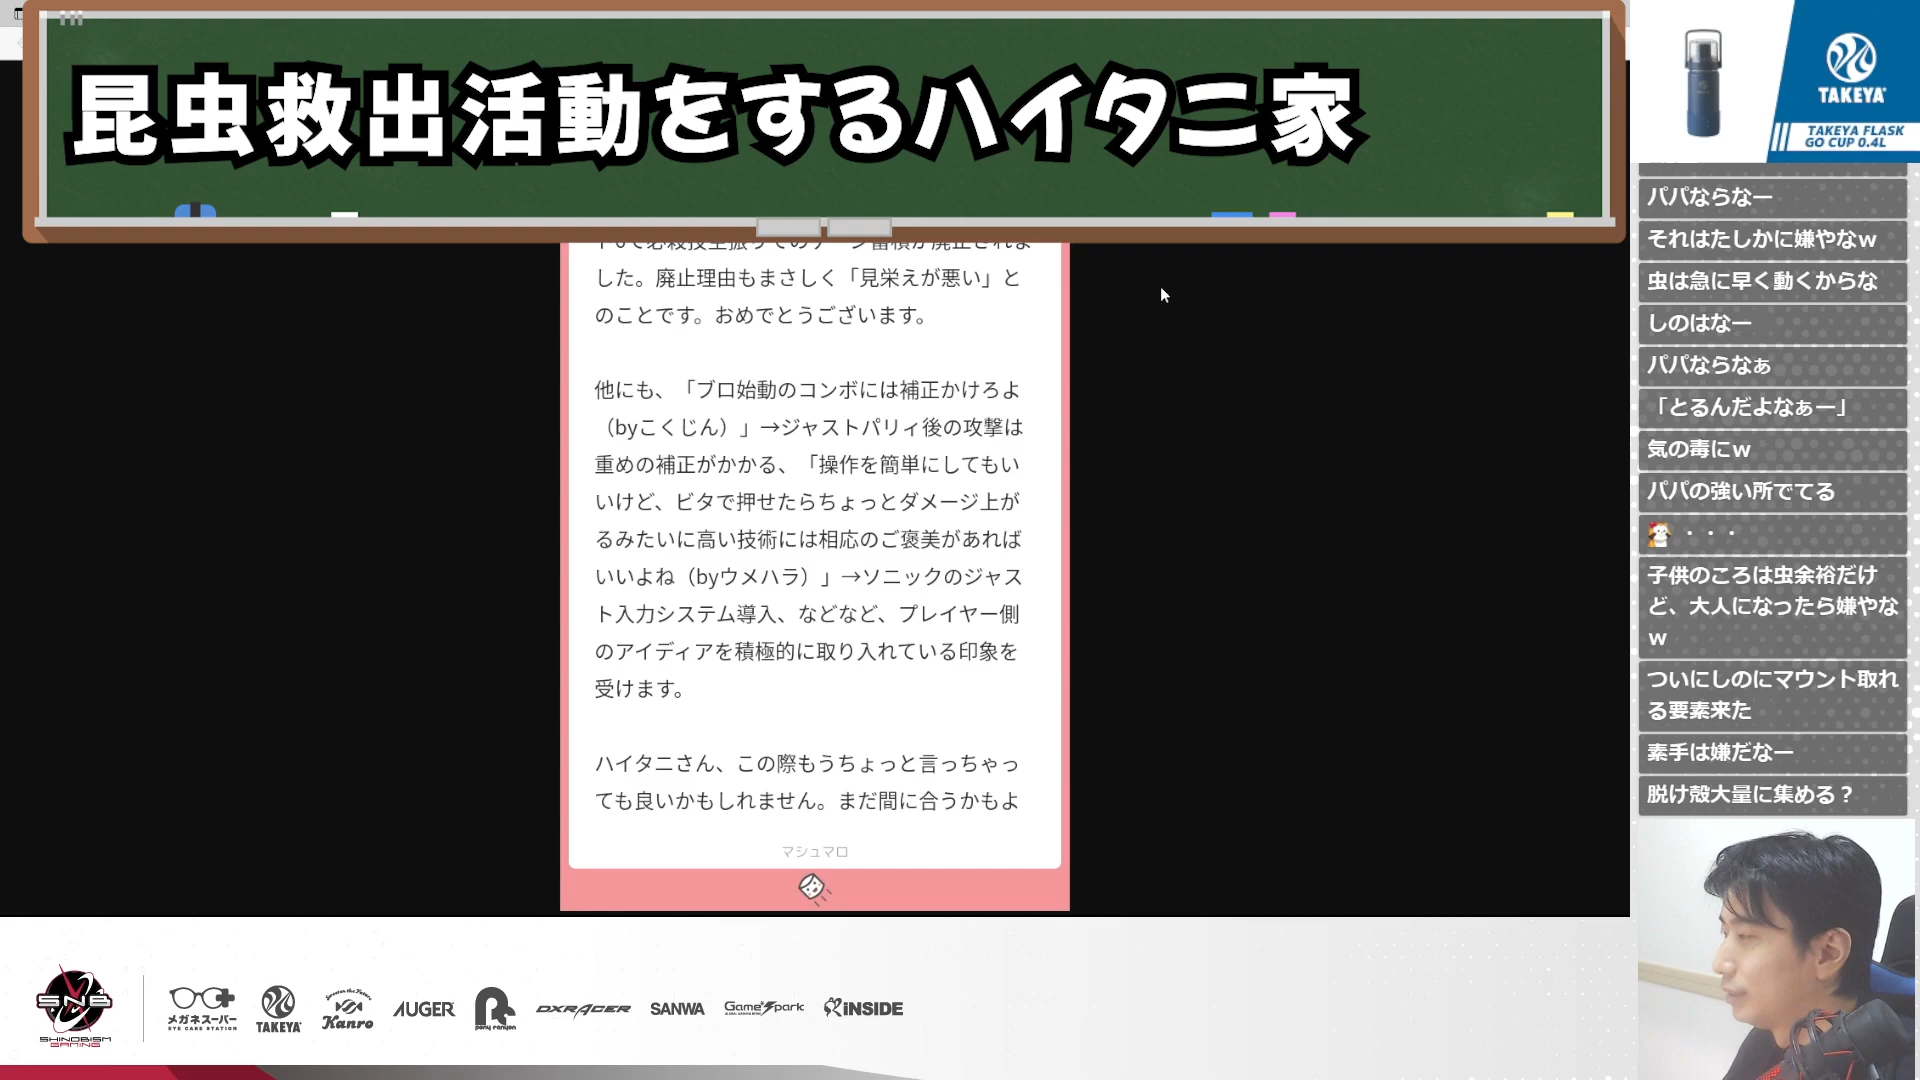 昆虫救出活動をするハイタニ家
した。廃止理由もまさしく「見栄えが悪い」と
のことです。おめでとうございます。
他にも、「ブロ始動のコンボには補正かけろよ
（byこくじん）」→ジャストパリィ後の攻撃は
重めの補正がかかる、「操作を簡単にしてもい
いけど、ビタで押せたらちょっとダメージ上が
るみたいに高い技術には相応のご褒美があれば
いいよね（byウメハラ）」→ソニックのジャス
ト入力システム導入、などなど、プレイヤー側
のアイディアを積極的に取り入れている印象を
受けます。
ハイタニさん、この際もうちょっと言っちゃっ
ても良いかもしれません。まだ間に合うかもよ
マシュマロ
TAKEYA
TAKEYA FLASK
GO CUP 0.4L
パパならなー
それはたしかに嫌やなw
虫は急に早く動くからな
しのはなー
パパならなぁ
「とるんだよなぁー」
気の毒にw
パパの強い所でてる
・・・
子供のころは虫余裕だけ
ど、大人になったら嫌やな
w
ついにしのにマウント取れ
る要素来た
素手は嫌だなー
脱け殻大量に集める？
SNB
SHINOBISM
GAMING
メガネスーパー
EYE CARE STATION
TAKEYA
Kanro
AUGER
pony canyon
DXRACER
SANWA
Game*Spark
iNSIDE